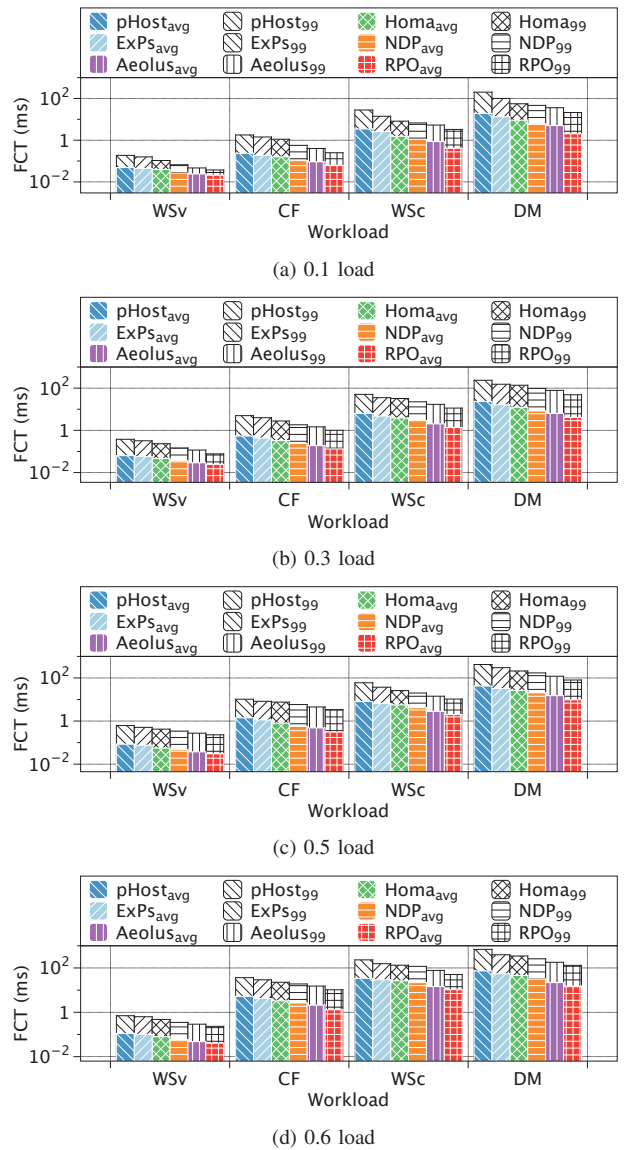 pHost_avg pHost_99 Homa_avg Homa_99
ExPs_avg ExPs_99 NDP_avg NDP_99
Aeolus_avg Aeolus_99 RPO_avg RPO_99
FCT (ms)
10^2
1
10^−2
WSv CF WSc DM
Workload
(a) 0.1 load
pHost_avg pHost_99 Homa_avg Homa_99
ExPs_avg ExPs_99 NDP_avg NDP_99
Aeolus_avg Aeolus_99 RPO_avg RPO_99
FCT (ms)
10^2
1
10^−2
WSv CF WSc DM
Workload
(b) 0.3 load
pHost_avg pHost_99 Homa_avg Homa_99
ExPs_avg ExPs_99 NDP_avg NDP_99
Aeolus_avg Aeolus_99 RPO_avg RPO_99
FCT (ms)
10^2
1
10^−2
WSv CF WSc DM
Workload
(c) 0.5 load
pHost_avg pHost_99 Homa_avg Homa_99
ExPs_avg ExPs_99 NDP_avg NDP_99
Aeolus_avg Aeolus_99 RPO_avg RPO_99
FCT (ms)
10^2
1
10^−2
WSv CF WSc DM
Workload
(d) 0.6 load